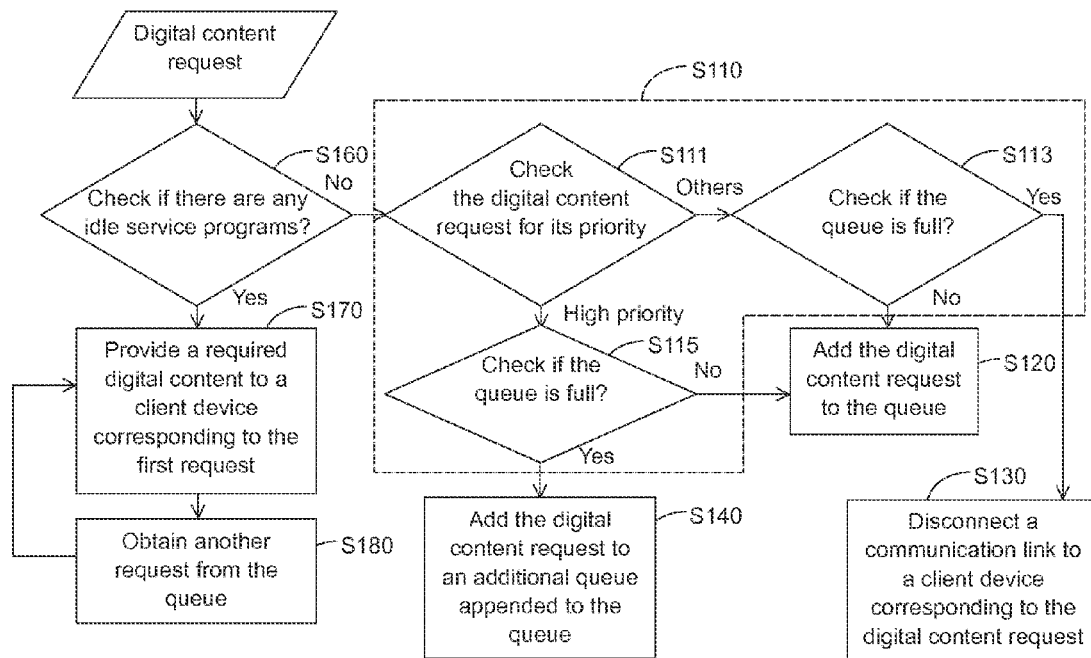 Digital content
request
S110
S160
Check if there are any
idle service programs?
No
Yes
S111
Check
the digital content
request for its priority
Others
High priority
S113
Check if the
queue is full?
Yes
No
S170
Provide a required
digital content to a
client device
corresponding to the
first request
S115
Check if the
queue is full?
No
Yes
Add the digital
content request
to the queue
S120
Obtain another
request from the
queue
S180
Add the digital
content request to
an additional queue
appended to the
queue
S140
S130
Disconnect a
communication link to
a client device
corresponding to the
digital content request